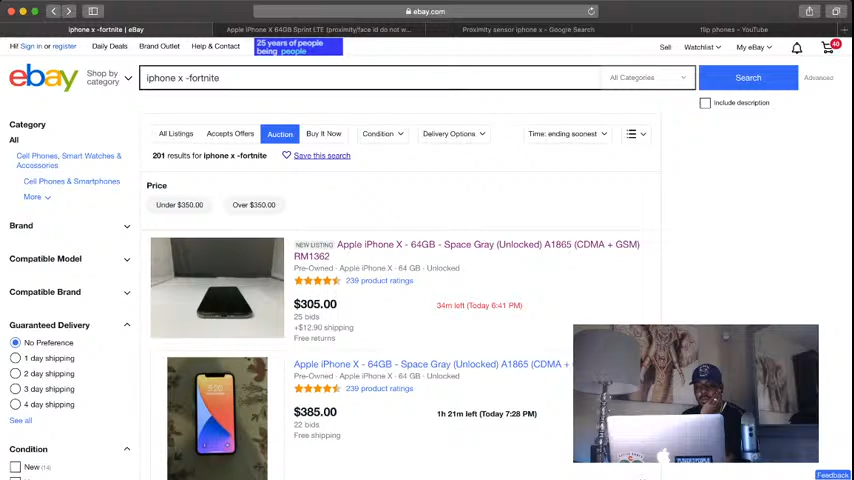 ebay.com
iphone x -fortnite | eBay
Apple iPhone X 64GB Sprint LTE (proximity/face id do not w...
Proximity sensor iphone x - Google Search
flip phones - YouTube
Hi! Sign in or register
Daily Deals
Brand Outlet
Help & Contact
25 years of people
being people
Sell
Watchlist
My eBay
40
ebay
Shop by
category
iphone x -fortnite
All Categories
Search
Advanced
Include description
Category
All
Cell Phones, Smart Watches &
Accessories
Cell Phones & Smartphones
More
Brand
Compatible Model
Compatible Brand
Guaranteed Delivery
No Preference
1 day shipping
2 day shipping
3 day shipping
4 day shipping
See all
Condition
New (14)
All Listings
Accepts Offers
Auction
Buy It Now
Condition
Delivery Options
Time: ending soonest
201 results for iphone x -fortnite
Save this search
Price
Under $350.00
Over $350.00
NEW LISTING Apple iPhone X - 64GB - Space Gray (Unlocked) A1865 (CDMA + GSM)
RM1362
Pre-Owned · Apple iPhone X · 64 GB · Unlocked
239 product ratings
$305.00
34m left (Today 6:41 PM)
25 bids
+$12.90 shipping
Free returns
Apple iPhone X - 64GB - Space Gray (Unlocked) A1865 (CDMA +
Pre-Owned · Apple iPhone X · 64 GB · Unlocked
239 product ratings
$385.00
1h 21m left (Today 7:28 PM)
22 bids
Free shipping
Feedback